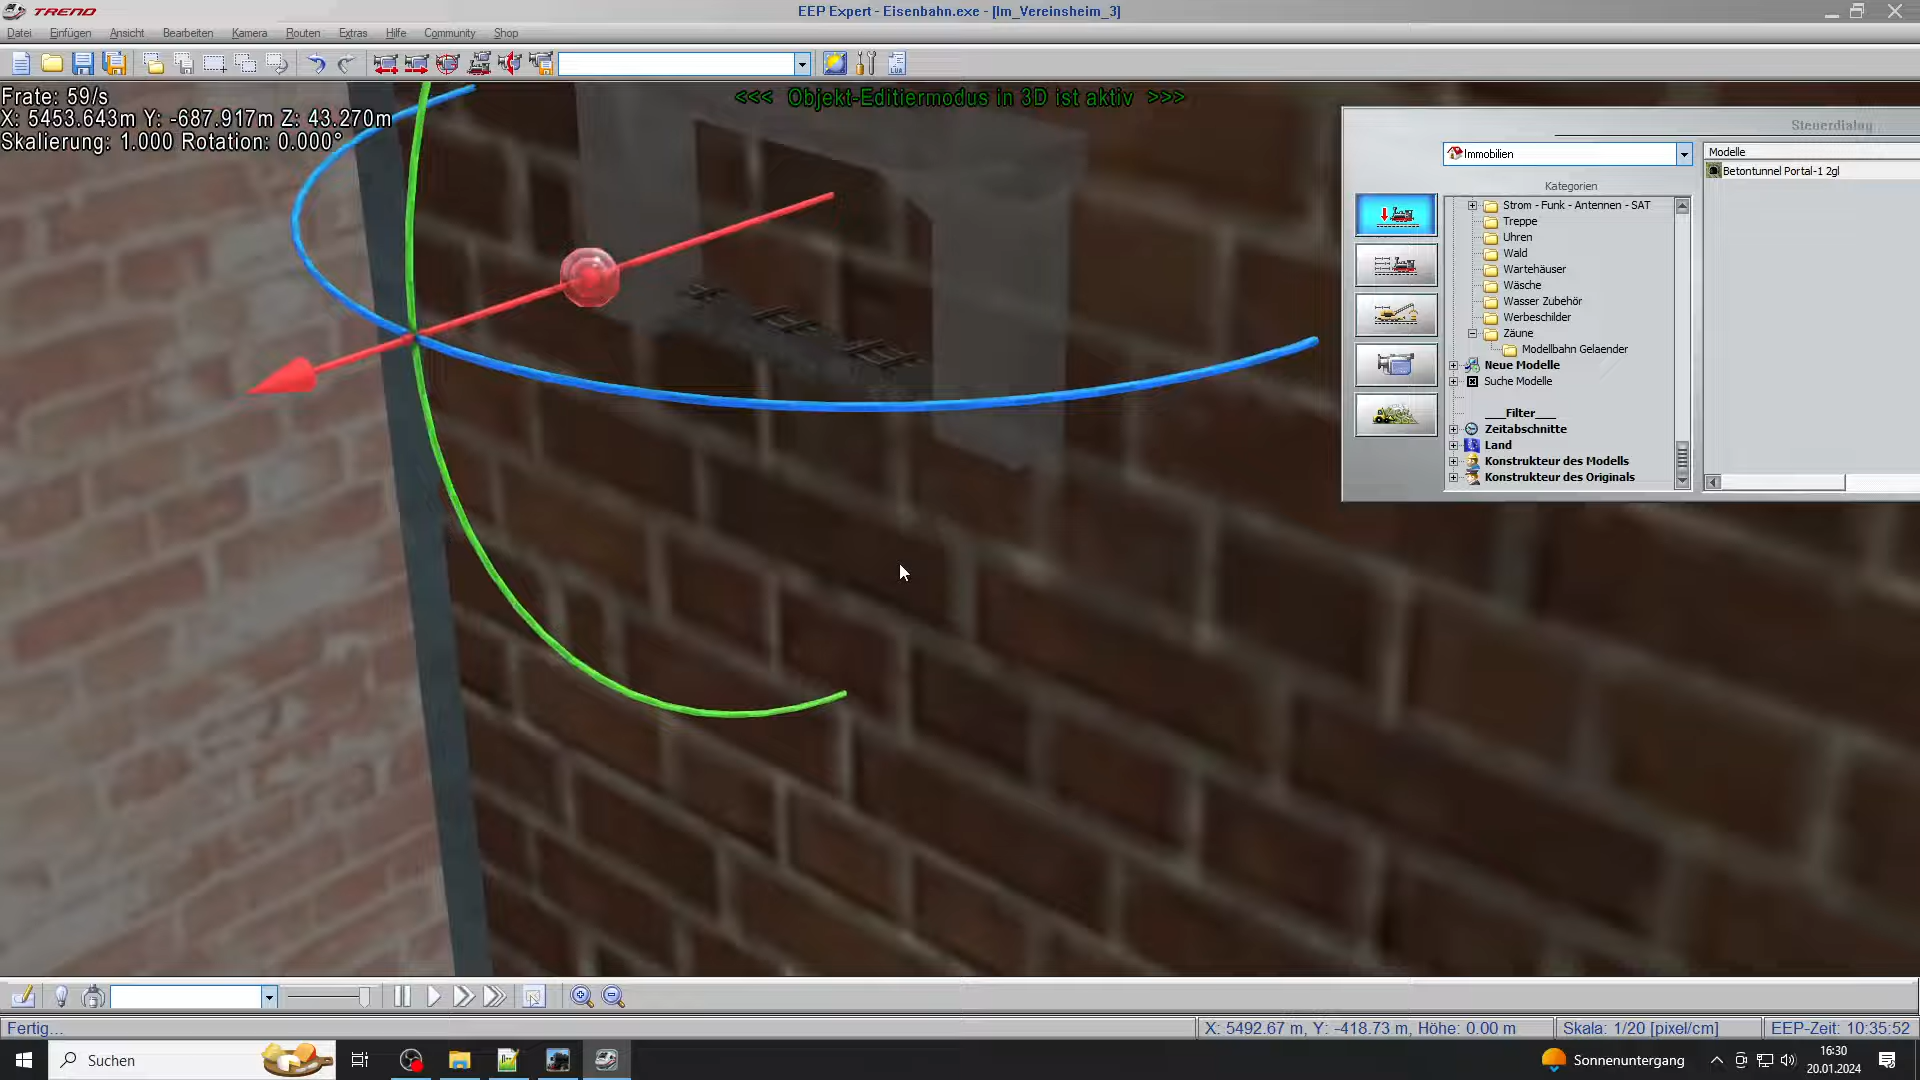 TREND
EEP Expert - Eisenbahn.exe - [Im_Vereinsheim_3]
Datei Einfügen Ansicht Bearbeiten Kamera Routen Extras Hilfe Community Shop
LUA
Frate: 59/s
X: 5453.643m Y: -687.917m Z: 43.270m
Skalierung: 1.000 Rotation: 0.000°
<<< Objekt-Editiermodus in 3D ist aktiv >>>
Steuerdialog
Immobilien
Kategorien
Strom - Funk - Antennen - SAT
Treppe
Uhren
Wald
Wartehäuser
Wäsche
Wasser Zubehör
Werbeschilder
Zäune
Modellbahn Gelaender
Neue Modelle
Suche Modelle
___Filter___
Zeitabschnitte
Land
Konstrukteur des Modells
Konstrukteur des Originals
Modelle
Betontunnel Portal-1 2gl
Fertig...
X: 5492.67 m, Y: -418.73 m, Höhe: 0.00 m
Skala: 1/20 [pixel/cm]
EEP-Zeit: 10:35:52
Suchen
Sonnenuntergang
16:30
20.01.2024